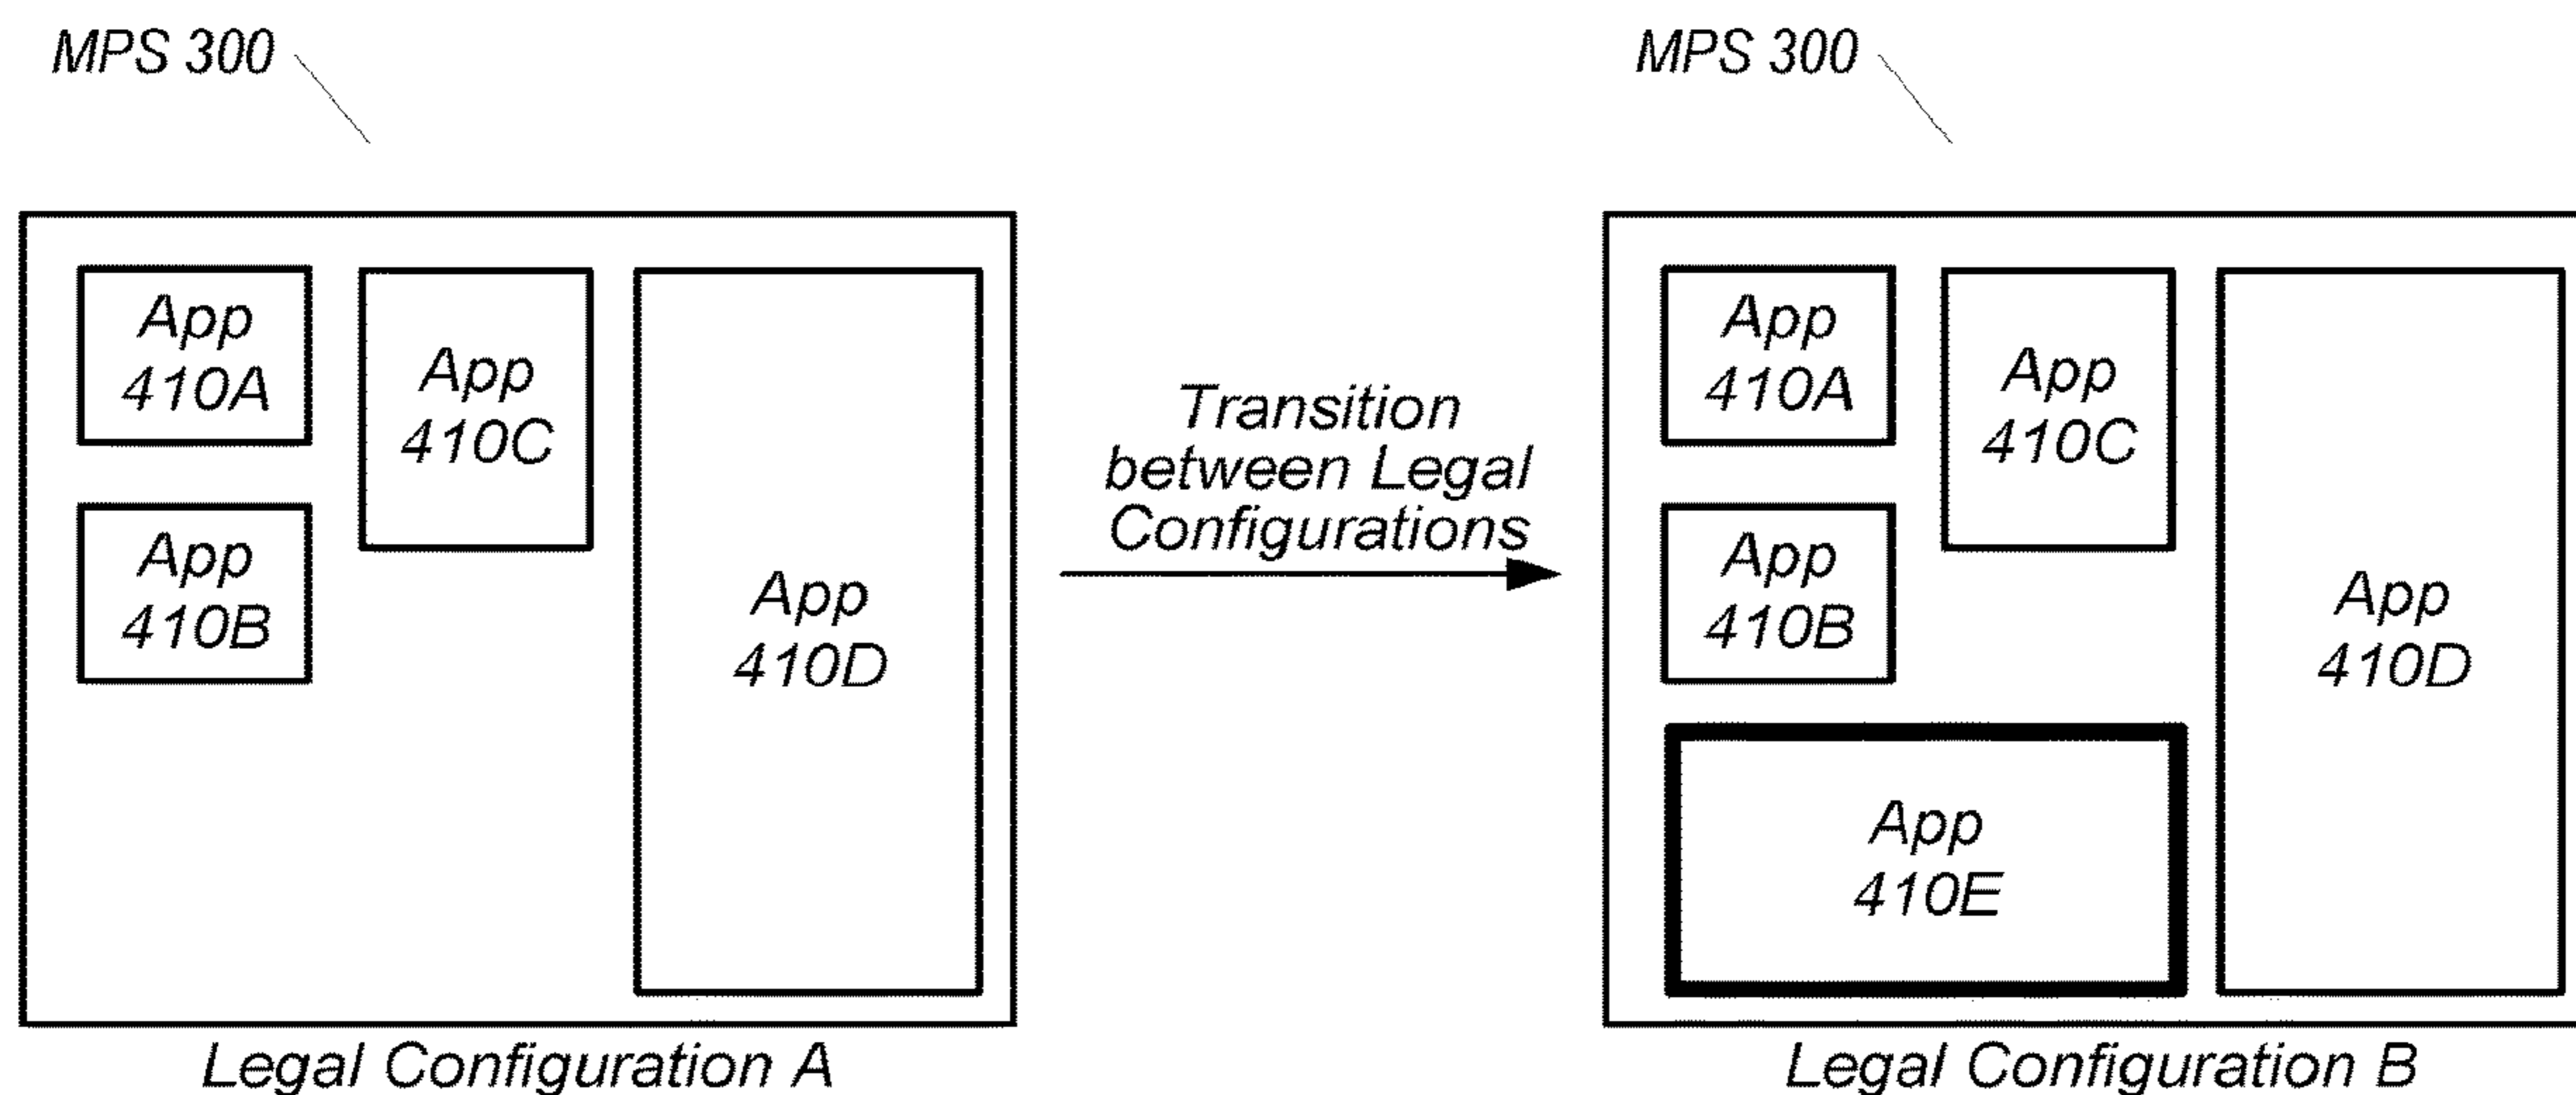 MPS 300
App
410A
App
410B
App
410C
App
410D
Legal Configuration A
Transition
between Legal
Configurations
MPS 300
App
410A
App
410B
App
410C
App
410D
App
410E
Legal Configuration B